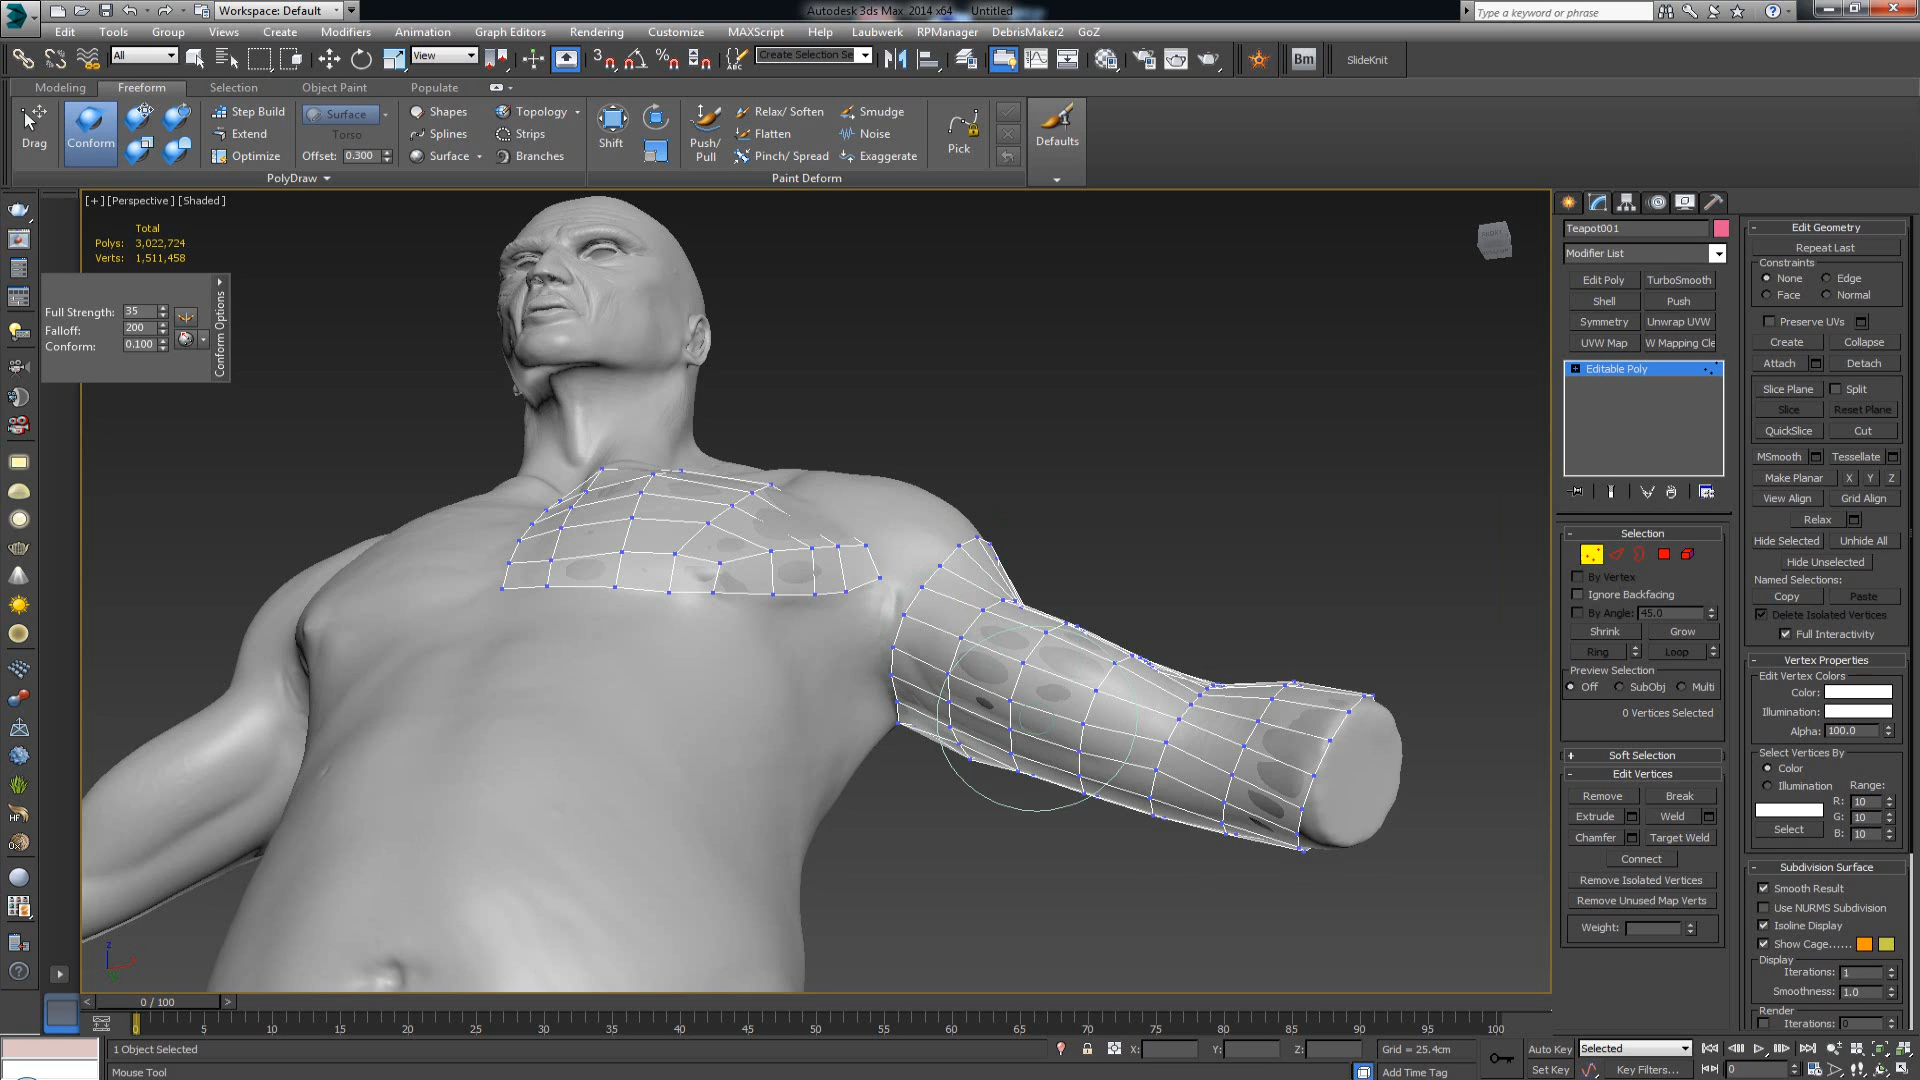 Workspace: Default
Autodesk 3ds Max 2014 x64 Untitled
Type a keyword or phrase
Edit Tools Group Views Create Modifiers Animation Graph Editors Rendering Customize MAXScript Help Laubwerk RPManager DebrisMaker2 GoZ
All View Create Selection Se Bm SlideKnit
Modeling Freeform Selection Object Paint Populate
Drag
Conform
Step Build
Extend
Optimize
Surface
Torso
Offset: 0.300
Shapes
Splines
Surface
Topology
Strips
Branches
PolyDraw
Shift
Push/ Pull
Relax/ Soften
Flatten
Pinch/ Spread
Smudge
Noise
Exaggerate
Pick
Paint Deform
Defaults
[+] [Perspective ] [Shaded ]
Total
Polys: 3,022,724
Verts: 1,511,458
Full Strength: 35
Falloff: 200
Conform: 0.100
Conform Options
Teapot001
Modifier List
Edit Poly TurboSmooth
Shell Push
Symmetry Unwrap UVW
UVW Map W Mapping Cle
Editable Poly
Selection
By Vertex
Ignore Backfacing
By Angle: 45.0
Shrink Grow
Ring Loop
Preview Selection
Off SubObj Multi
0 Vertices Selected
Soft Selection
Edit Vertices
Remove Break
Extrude Weld
Chamfer Target Weld
Connect
Remove Isolated Vertices
Remove Unused Map Verts
Weight:
Edit Geometry
Repeat Last
Constraints
None Edge
Face Normal
Preserve UVs
Create Collapse
Attach Detach
Slice Plane Split
Slice Reset Plane
QuickSlice Cut
MSmooth Tessellate
Make Planar X Y Z
View Align Grid Align
Relax
Hide Selected Unhide All
Hide Unselected
Named Selections:
Copy Paste
Delete Isolated Vertices
Full Interactivity
Vertex Properties
Edit Vertex Colors
Color:
Illumination:
Alpha: 100.0
Select Vertices By
Color
Illumination Range:
R: 10
G: 10
Select B: 10
Subdivision Surface
Smooth Result
Use NURMS Subdivision
Isoline Display
Show Cage......
Display
Iterations: 1
Smoothness: 1.0
Render
Iterations: 0
0 / 100
0 5 10 15 20 25 30 35 40 45 50 55 60 65 70 75 80 85 90 95 100
1 Object Selected X: Y: Z: Grid = 25.4cm Auto Key Selected
Mouse Tool Add Time Tag Set Key Key Filters... 0